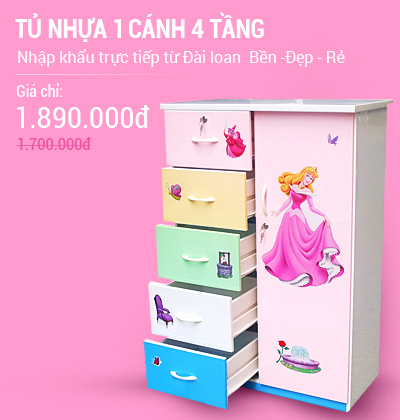 TỦ NHỰA 1 CÁNH 4 TẦNG
Nhập khẩu trực tiếp từ Đài loan  Bền -Đẹp - Rẻ
Giá chỉ:
1.890.000đ
1.700.000đ